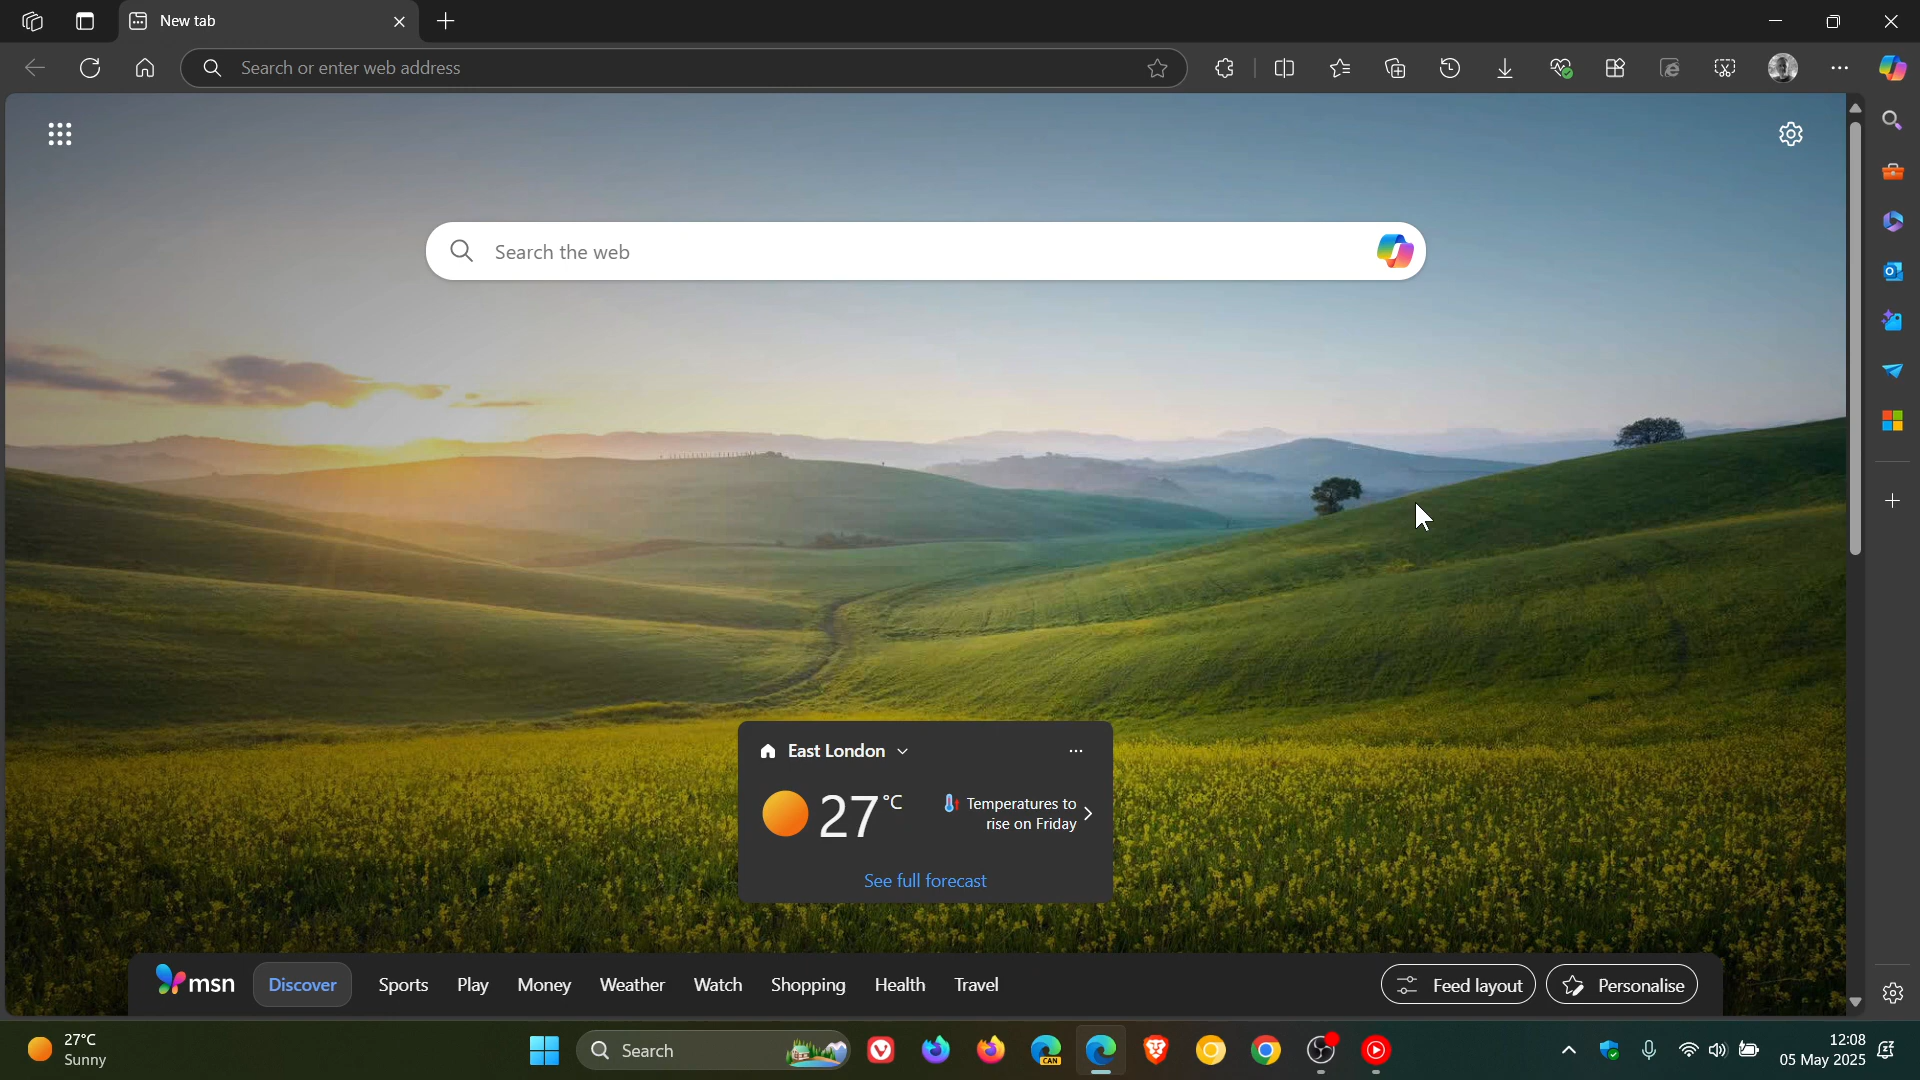 New tab
Search or enter web address
Search the web
East London
27°C
Temperatures to
rise on Friday
See full forecast
msn
Discover
Sports
Play
Money
Weather
Watch
Shopping
Health
Travel
Feed layout
Personalise
27°C
Sunny
Search
CAN
12:08
05 May 2025